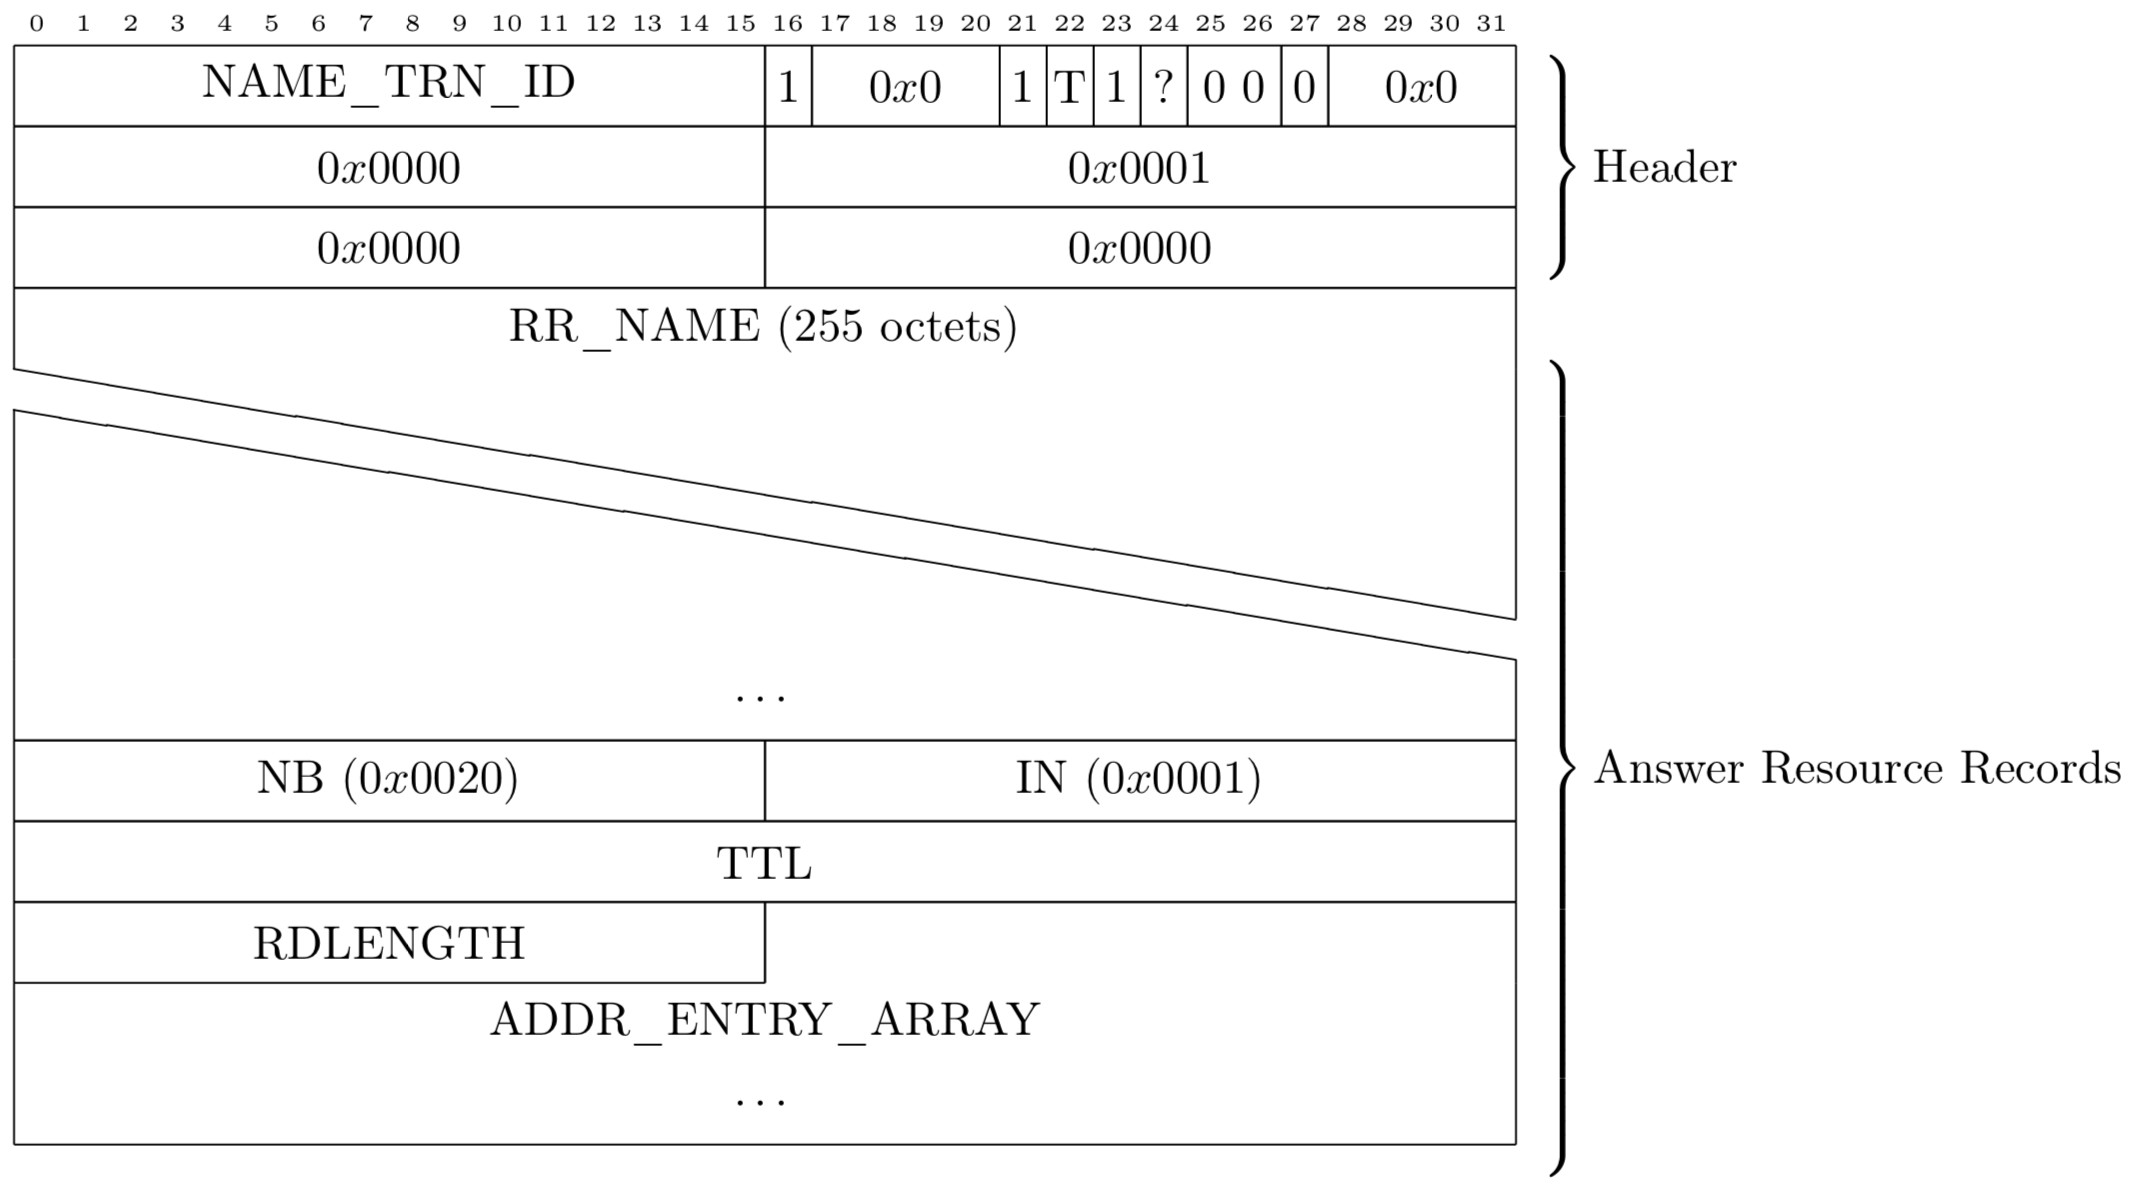 0 1 2 3 4 5 6 7 8 9 10 11 12 13 14 15 16 17 18 19 20 21 22 23 24 25 26 27 28 29 30 31
NAME_TRN_ID 1 0x0 1 T 1 ? 0 0 0 0x0
0x0000 0x0001
Header
0x0000 0x0000
RR_NAME (255 octets)
...
NB (0x0020) IN (0x0001)
Answer Resource Records
TTL
RDLENGTH
ADDR_ENTRY_ARRAY
...